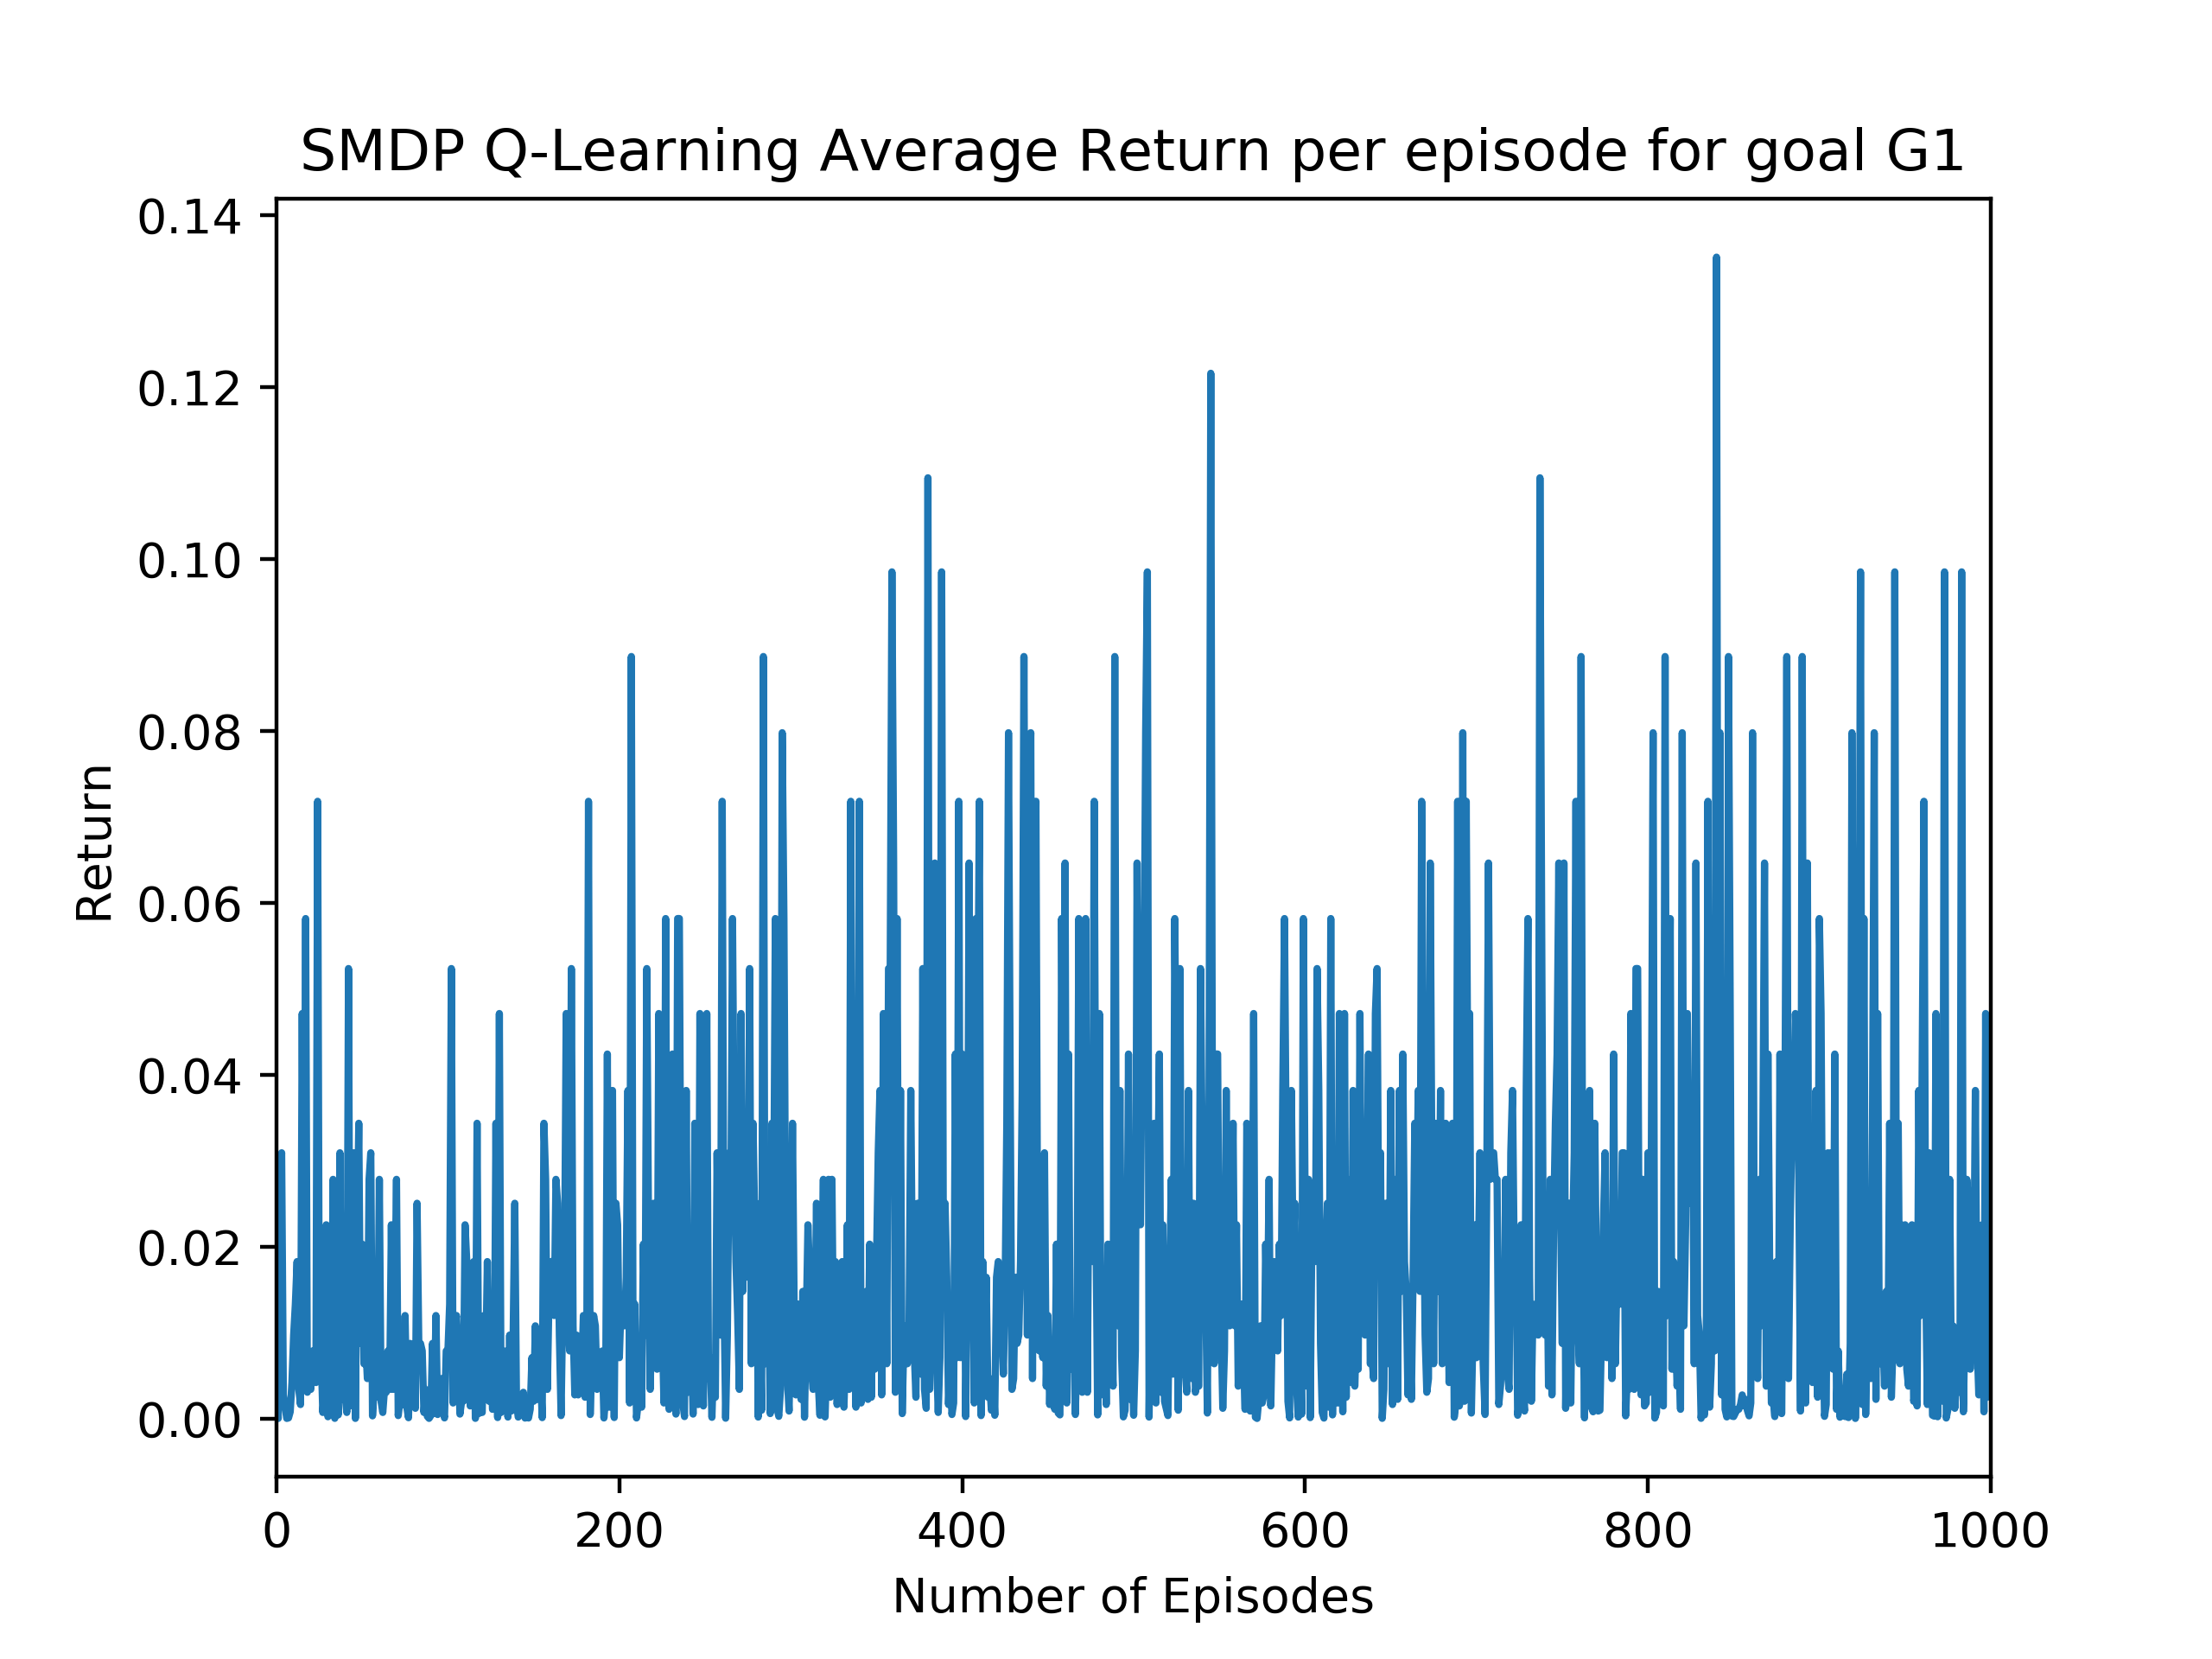 SMDP Q-Learning Average Return per episode for goal G1
0.14
0.12
0.10
0.08
0.06
0.04
0.02
0.00
Return
0 200 400 600 800 1000
Number of Episodes